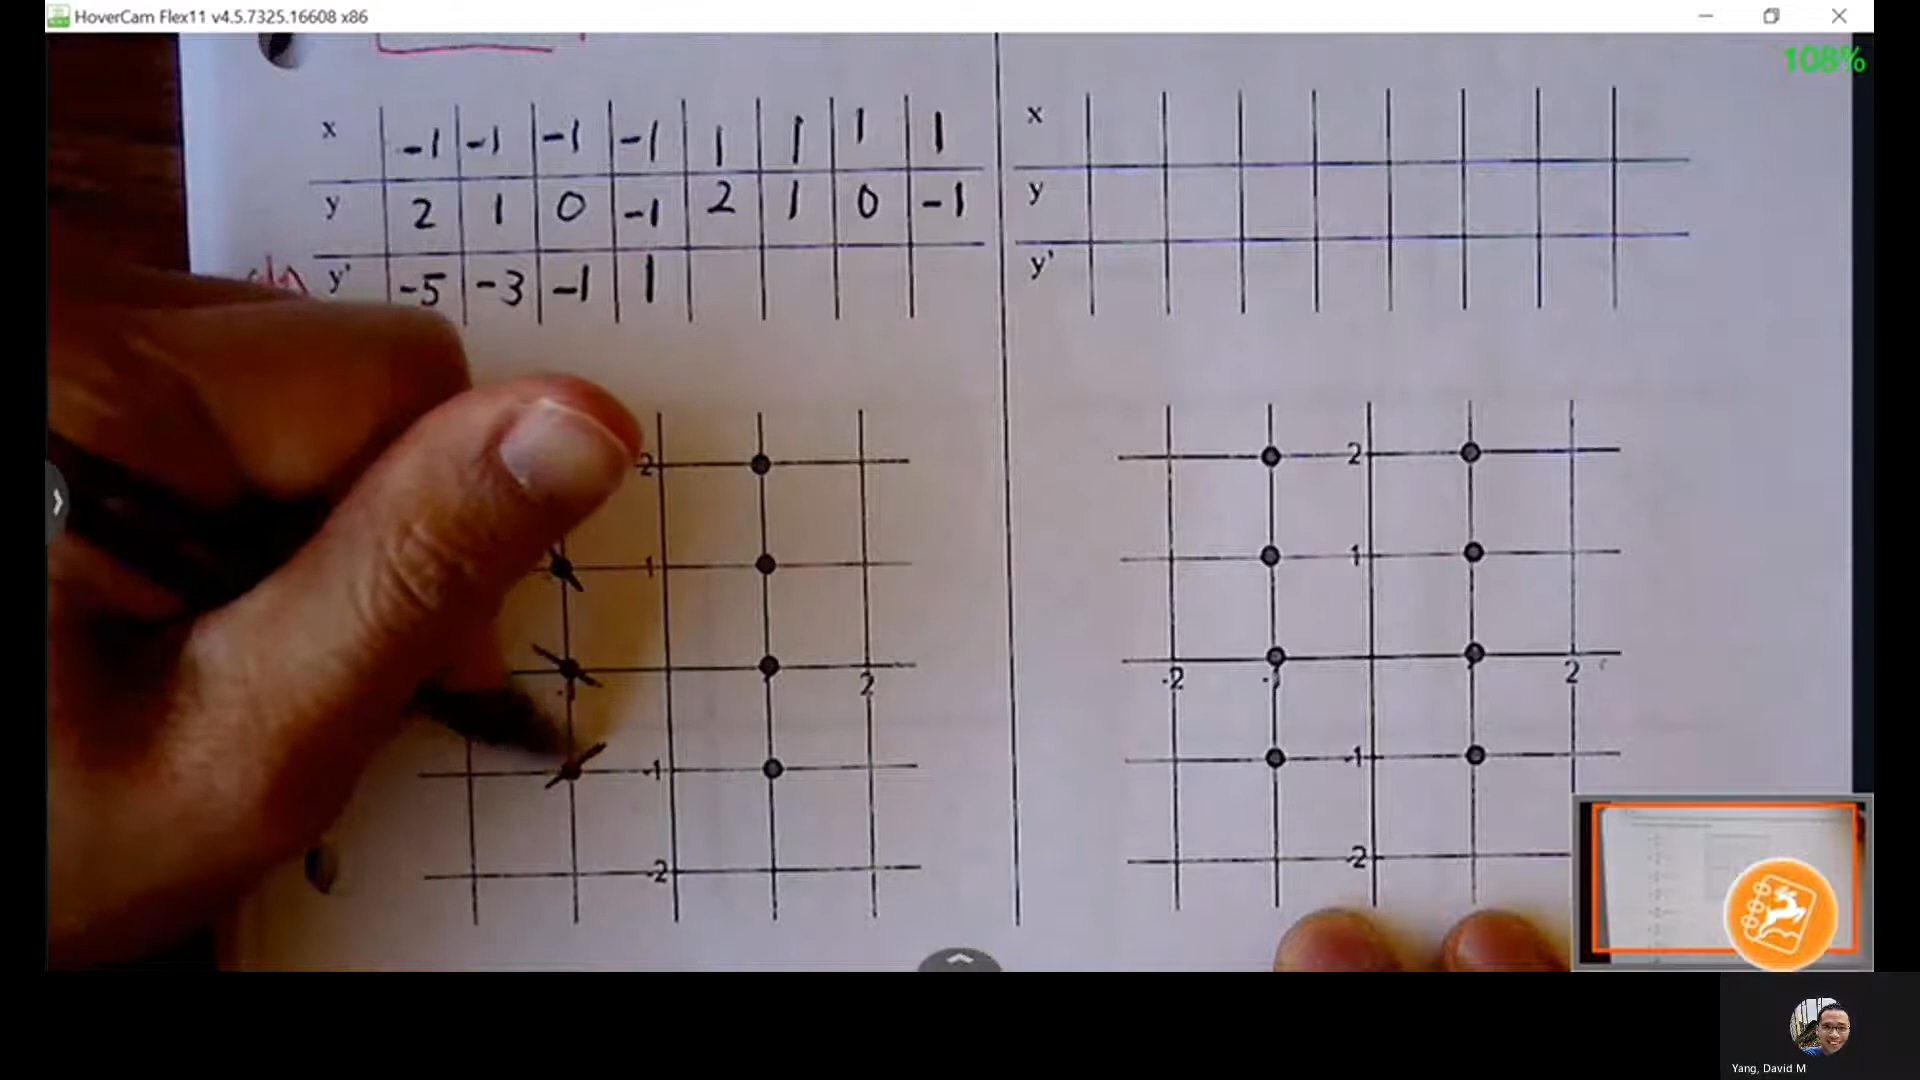 HoverCam Flex11 v4.5.7325.16608 x86
108%
x -1 -1 -1 -1 1 1 1 1
y 2 1 0 -1 2 1 0 -1
y' -5 -3 -1 1
x
y
y'
2
1
2
-1
-2
2
1
-2 -1 2
-1
-2
Yang, David M